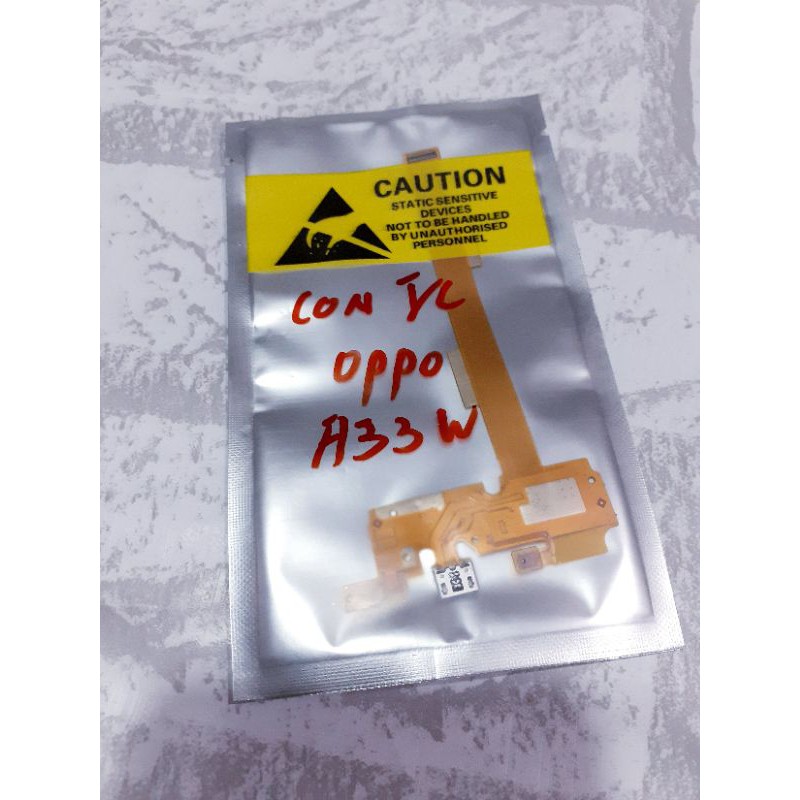 CAUTION
STATIC SENSITIVE
DEVICES
NOT TO BE HANDLED
BY UNAUTHORISED
PERSONNEL
CON TC
OPPO
A33W